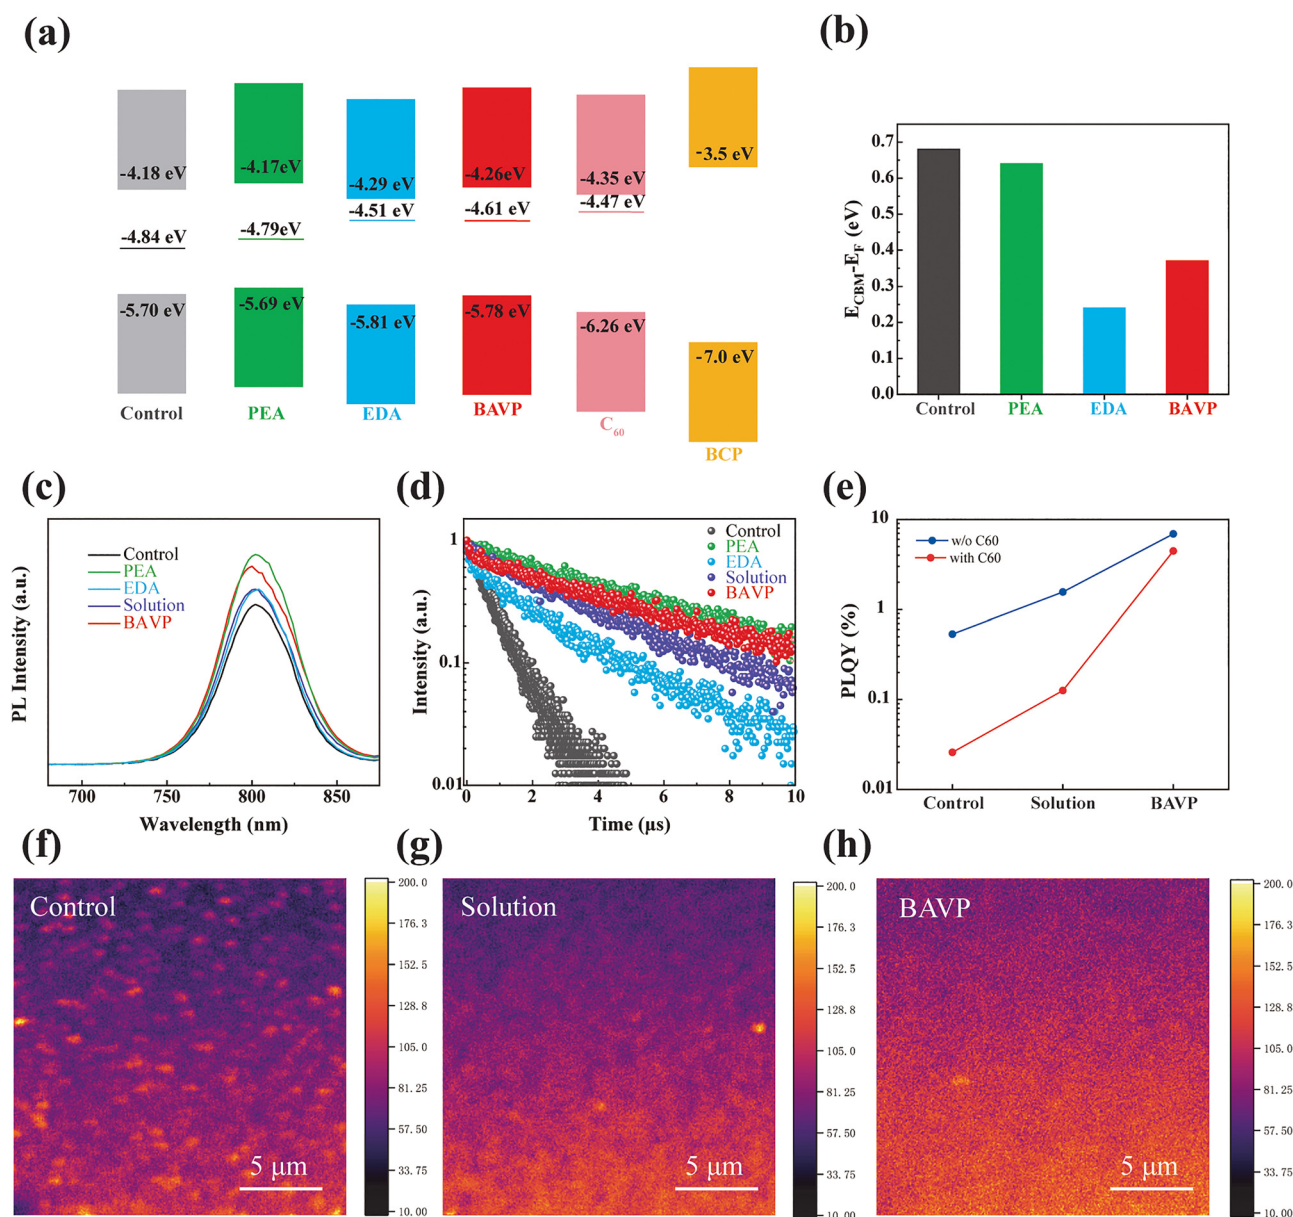 (a)
-4.18 eV
-4.17eV
-4.29 eV
-4.26eV
-4.35 eV
-3.5 eV
-4.84 eV
-4.79eV
-4.51 eV
-4.61 eV
-4.47 eV
-5.70 eV
-5.69 eV
-5.81 eV
-5.78 eV
-6.26 eV
-7.0 eV
Control
PEA
EDA
BAVP
C60
BCP
(b)
ECBM-EF (eV)
0.7
0.6
0.5
0.4
0.3
0.2
0.1
0.0
Control
PEA
EDA
BAVP
(c)
PL Intensity (a.u.)
Control
PEA
EDA
Solution
BAVP
700
750
800
850
Wavelength (nm)
(d)
Intensity (a.u.)
1
0.1
0.01
Control
PEA
EDA
Solution
BAVP
0
2
4
6
8
10
Time (μs)
(e)
PLQY (%)
10
1
0.1
0.01
w/o C60
with C60
Control
Solution
BAVP
(f)
Control
5 μm
200.0
176.3
152.5
128.8
105.0
81.25
57.50
33.75
10.00
(g)
Solution
5 μm
200.0
176.3
152.5
128.8
105.0
81.25
57.50
33.75
10.00
(h)
BAVP
5 μm
200.0
176.3
152.5
128.8
105.0
81.25
57.50
33.75
10.00